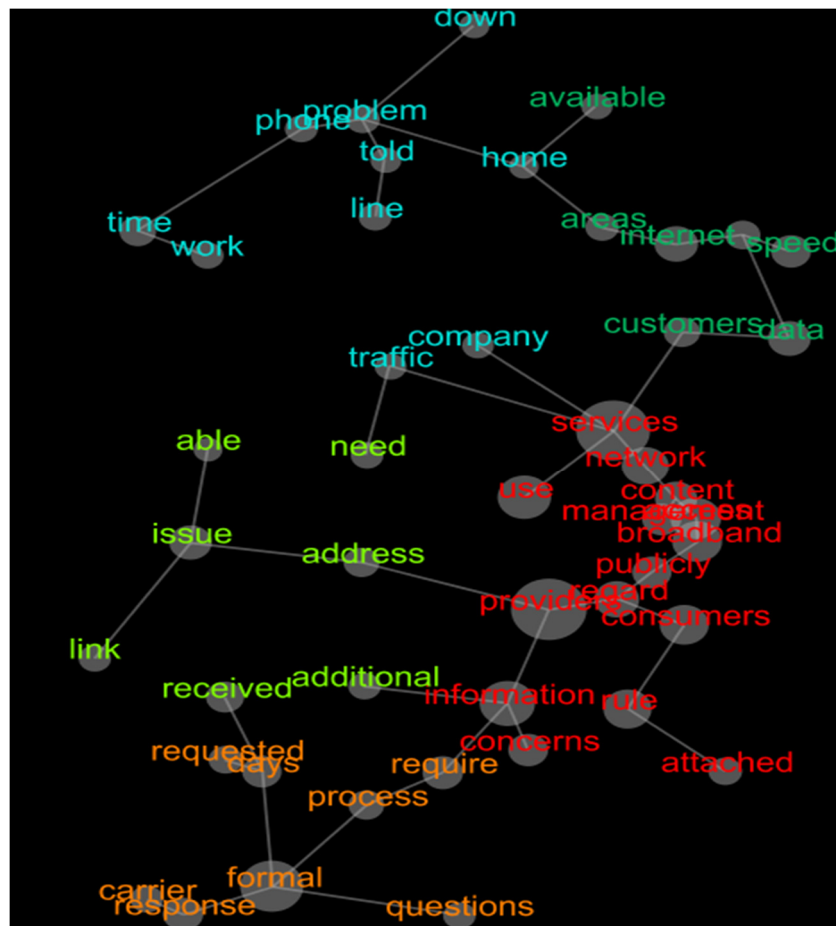 down
available
problem
phone
told
home
line
areas
time
internet
speed
work
customers
data
company
traffic
services
able
need
network
use
content
management
access
issue
broadband
address
publicly
regard
providers
consumers
link
additional
received
information
rule
concerns
requested
days
require
attached
process
formal
carrier
response
questions